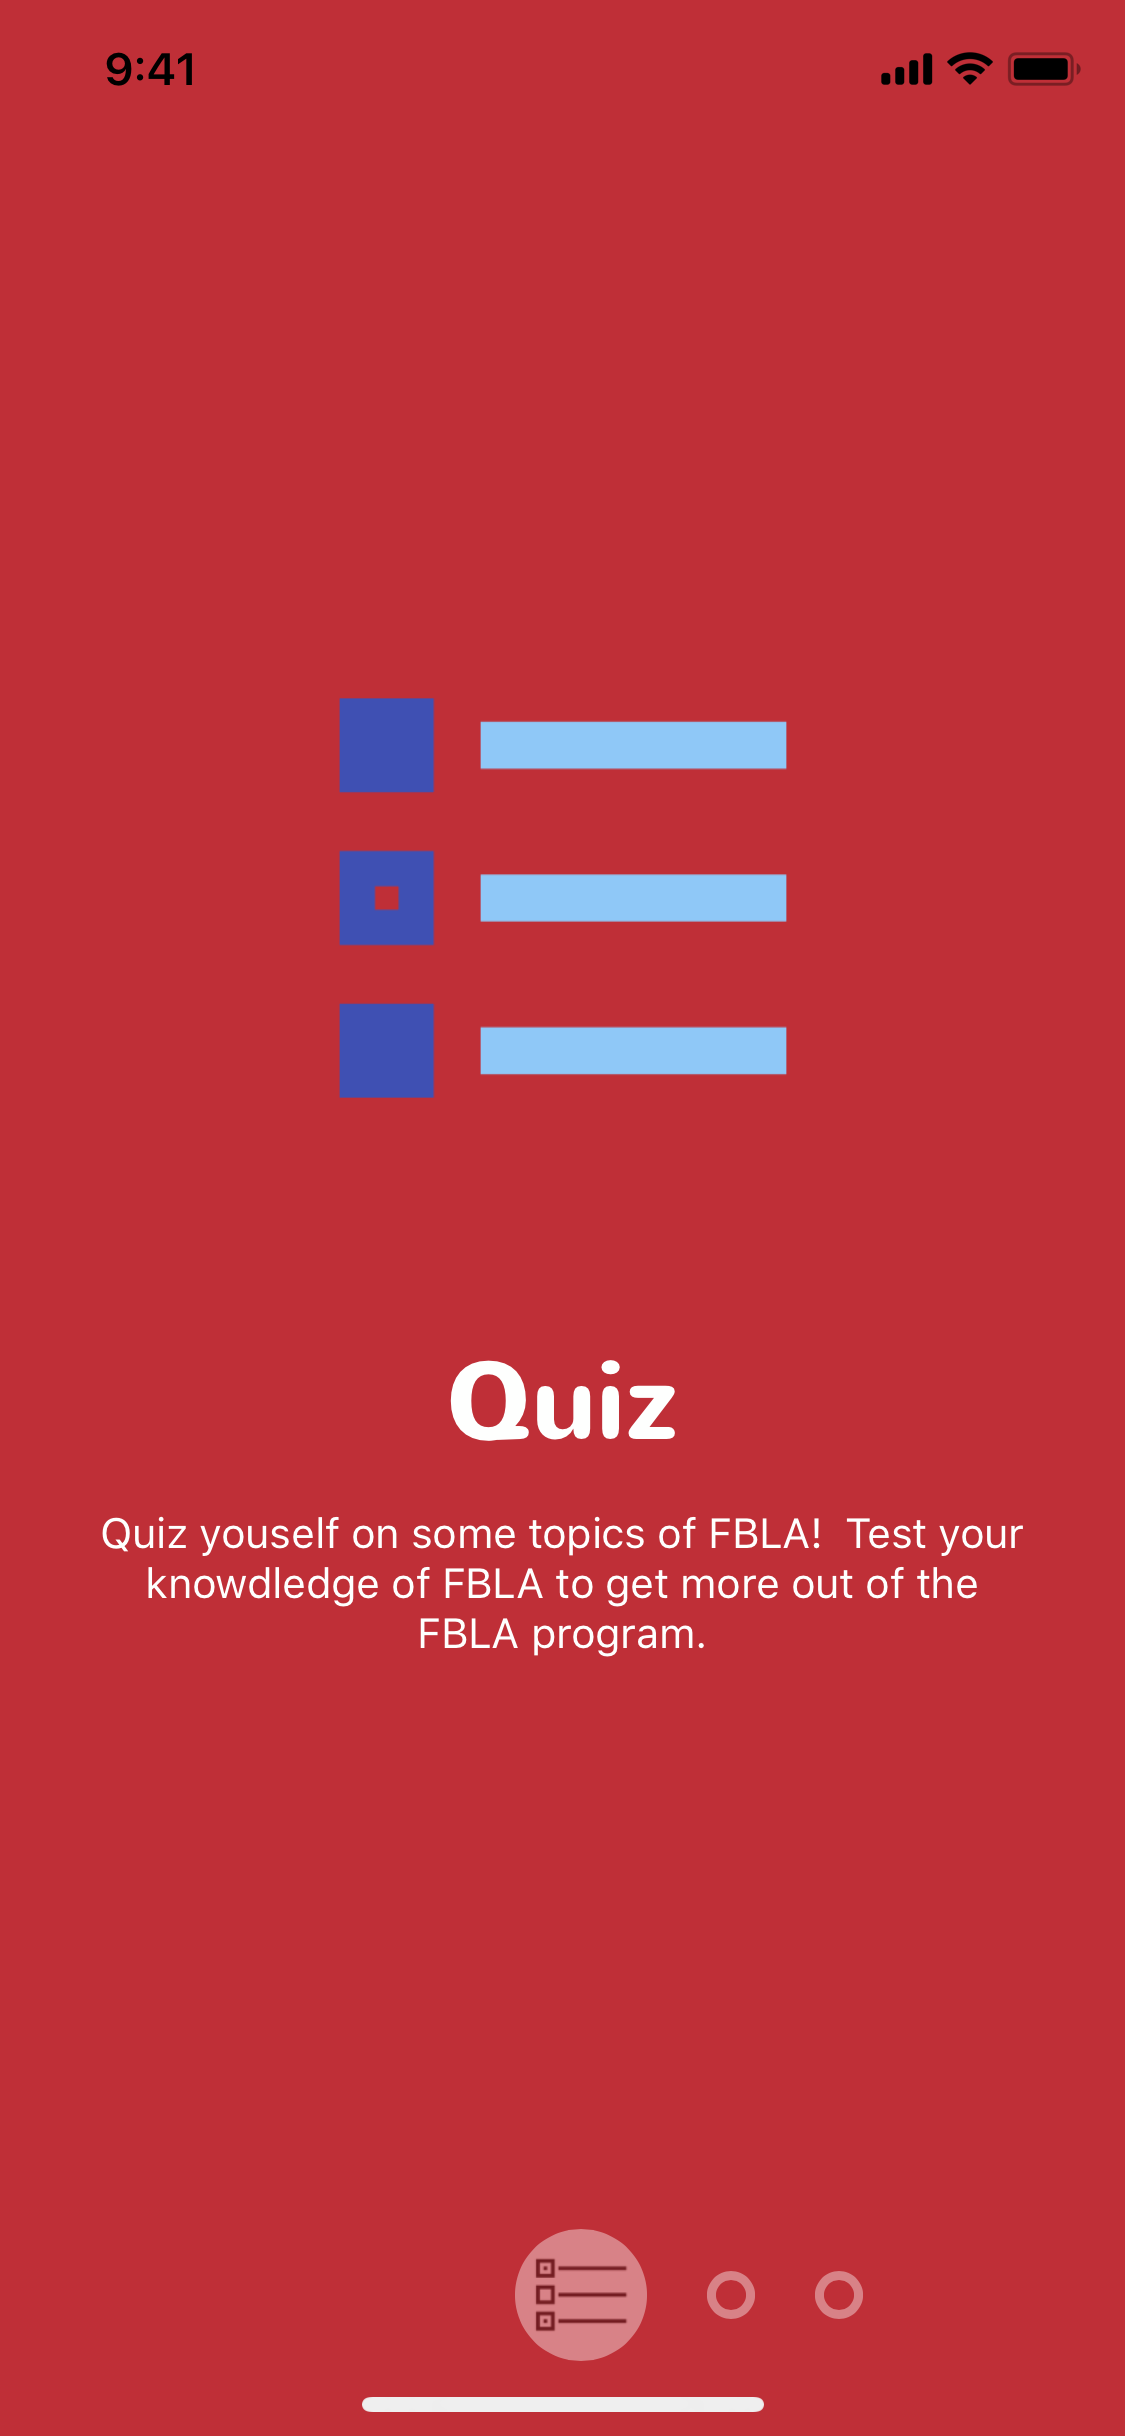 9:41
Quiz
Quiz youself on some topics of FBLA!  Test your
knowdledge of FBLA to get more out of the
FBLA program.